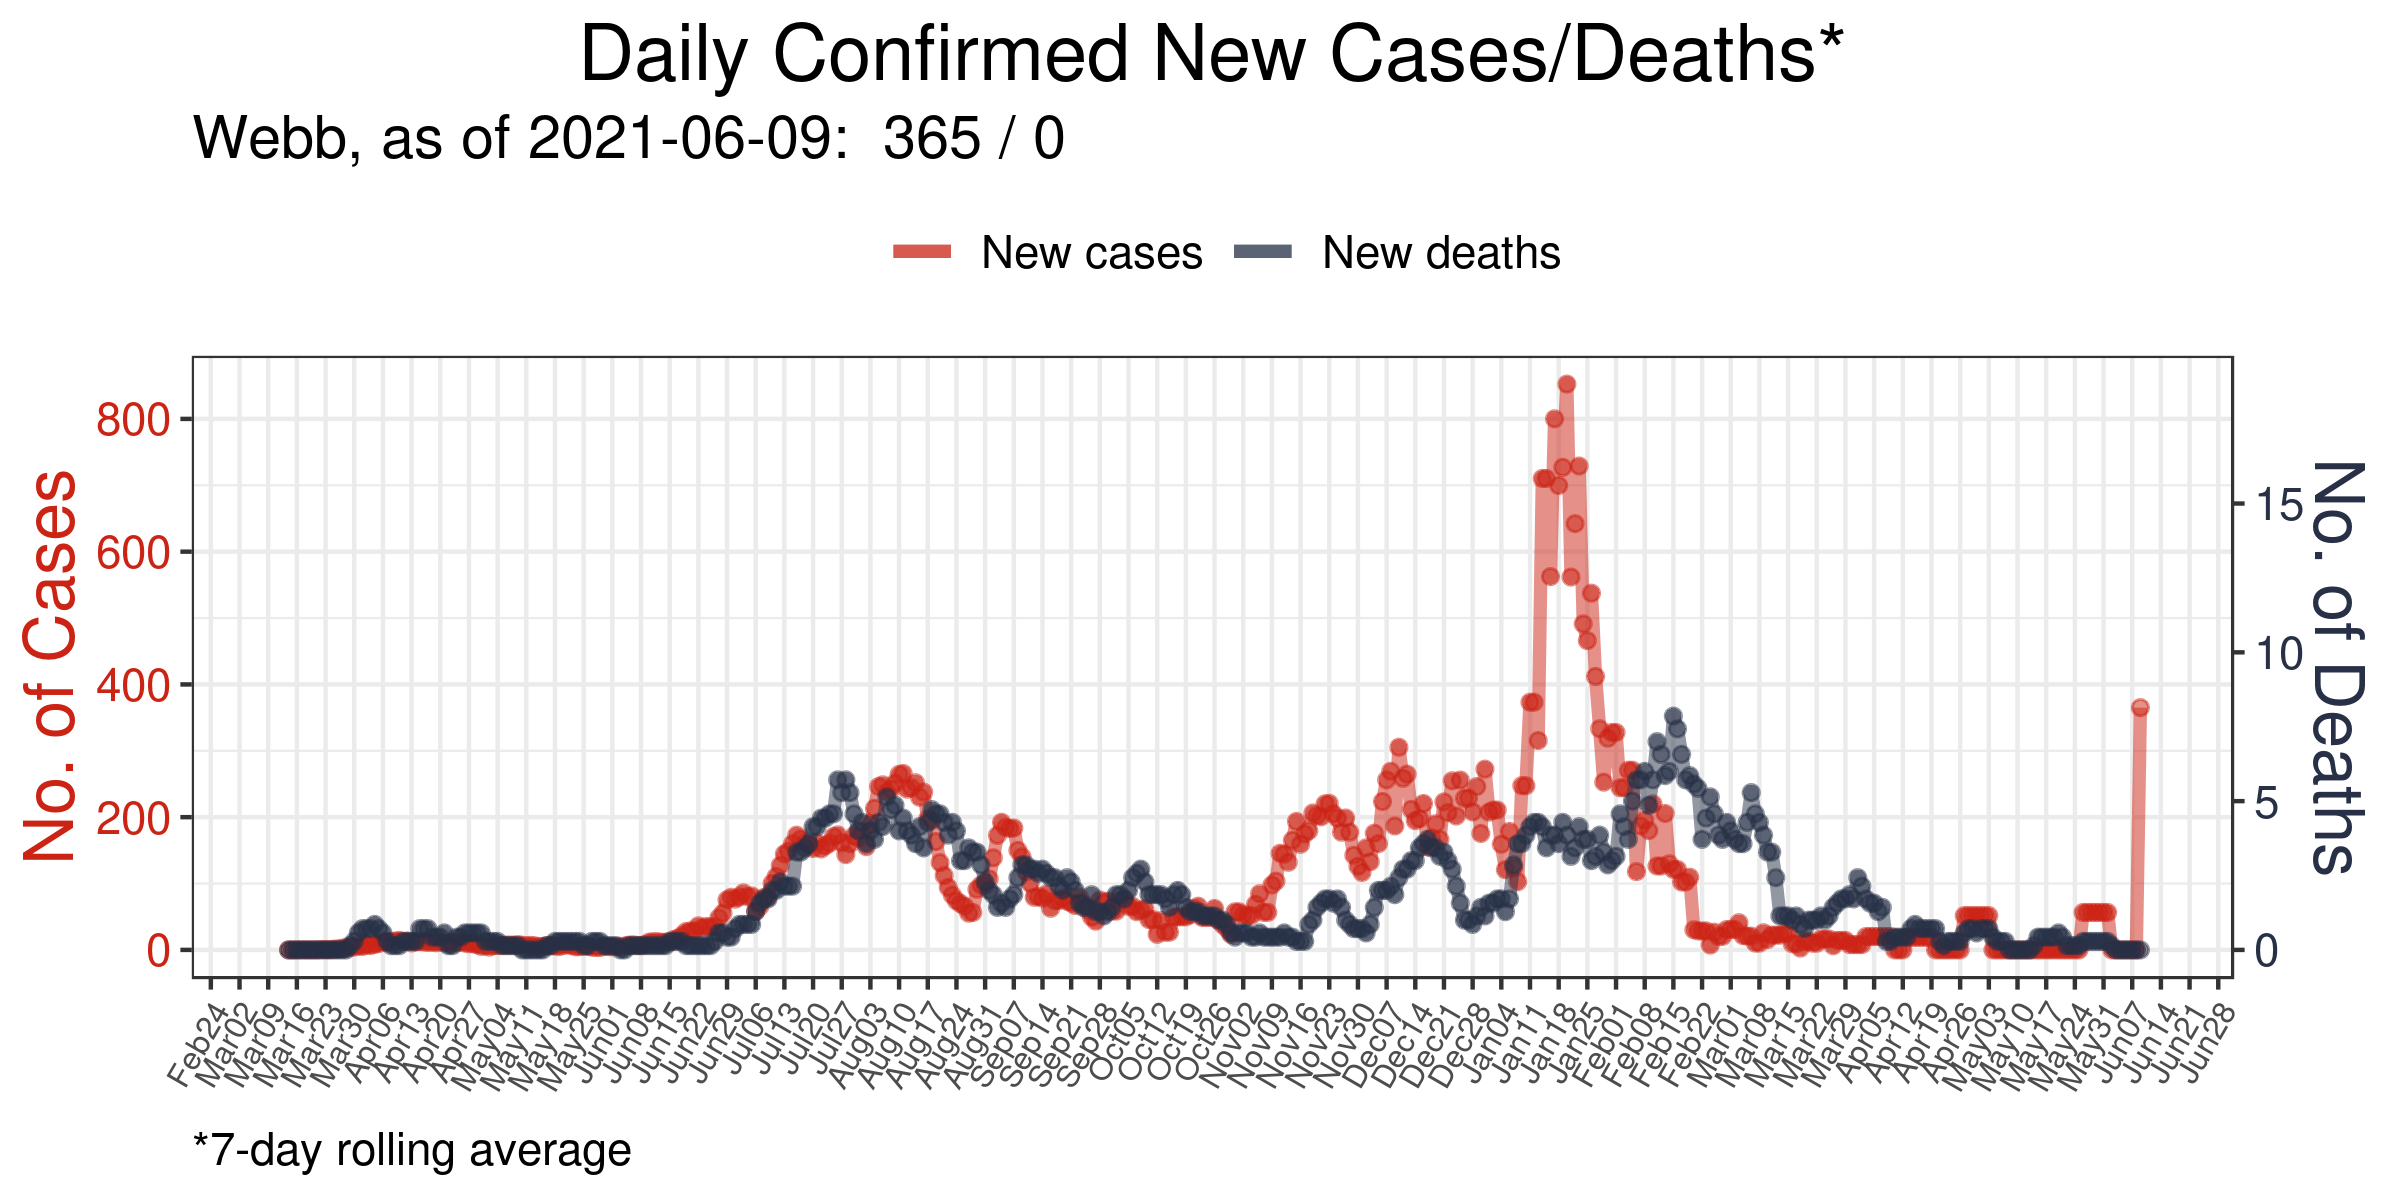 Daily Confirmed New Cases/Deaths*
Webb, as of 2021-06-09:  365 / 0
New cases
New deaths
No. of Cases
800
600
400
200
0
No. of Deaths
15
10
5
0
Feb24
Mar02
Mar09
Mar16
Mar23
Mar30
Apr06
Apr13
Apr20
Apr27
May04
May11
May18
May25
Jun01
Jun08
Jun15
Jun22
Jun29
Jul06
Jul13
Jul20
Jul27
Aug03
Aug10
Aug17
Aug24
Aug31
Sep07
Sep14
Sep21
Sep28
Oct05
Oct12
Oct19
Oct26
Nov02
Nov09
Nov16
Nov23
Nov30
Dec07
Dec14
Dec21
Dec28
Jan04
Jan11
Jan18
Jan25
Feb01
Feb08
Feb15
Feb22
Mar01
Mar08
Mar15
Mar22
Mar29
Apr05
Apr12
Apr19
Apr26
May03
May10
May17
May24
May31
Jun07
Jun14
Jun21
Jun28
*7-day rolling average